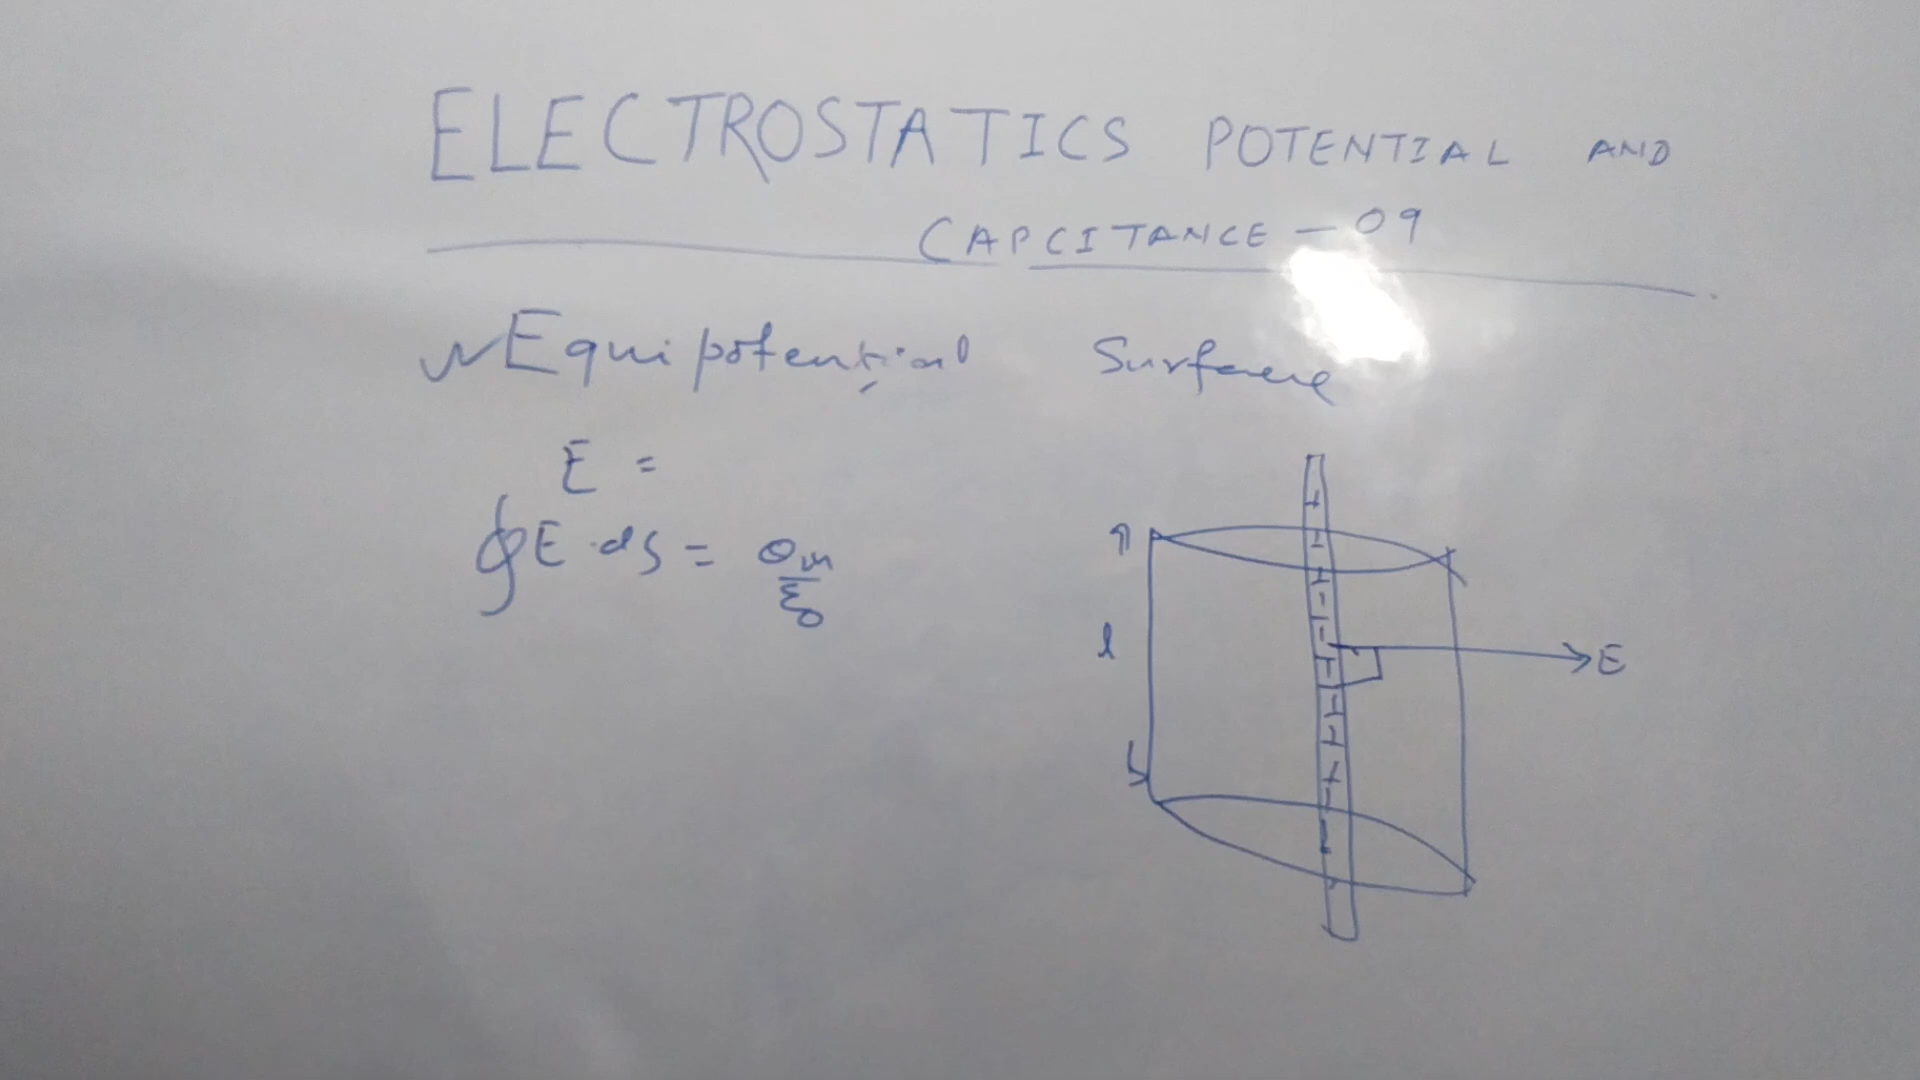 ELECTROSTATICS POTENTIAL AND
CAPCITANCE - 09
Equipotential Surface
E =
∮E·ds = Qin/ε0
l
E